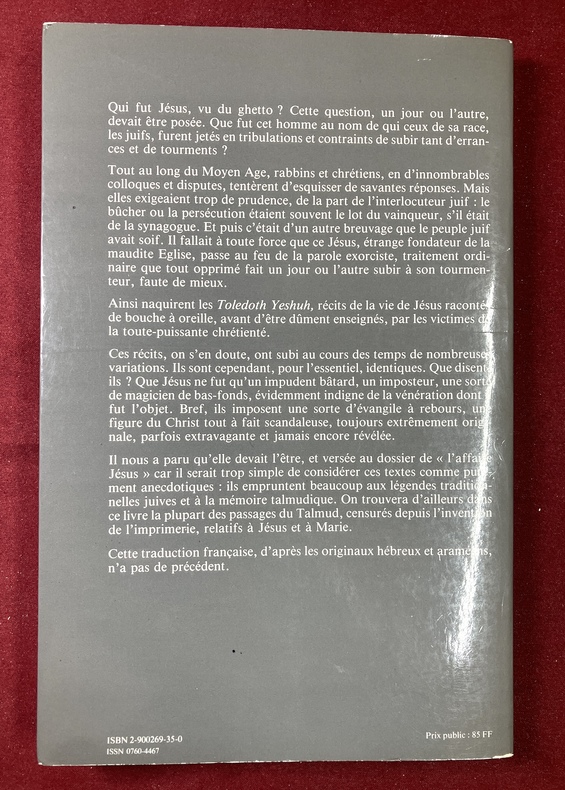 Qui fut Jésus, vu du ghetto ? Cette question, un jour ou l'autre,
devait être posée. Que fut cet homme au nom de qui ceux de sa race,
les juifs, furent jetés en tribulations et contraints de subir tant d'erran-
ces et de tourments ?
Tout au long du Moyen Age, rabbins et chrétiens, en d'innombrables
colloques et disputes, tentèrent d'esquisser de savantes réponses. Mais
elles exigeaient trop de prudence, de la part de l'interlocuteur juif : le
bûcher ou la persécution étaient souvent le lot du vainqueur, s'il était
de la synagogue. Et puis c'était d'un autre breuvage que le peuple juif
avait soif. Il fallait à toute force que ce Jésus, étrange fondateur de la
maudite Eglise, passe au feu de la parole exorciste, traitement ordi-
naire que tout opprimé fait un jour ou l'autre subir à son tourmen-
teur, faute de mieux.
Ainsi naquirent les Toledoth Yeshuh, récits de la vie de Jésus racontés
de bouche à oreille, avant d'être dûment enseignés, par les victimes de
la toute-puissante chrétienté.
Ces récits, on s'en doute, ont subi au cours des temps de nombreuses
variations. Ils sont cependant, pour l'essentiel, identiques. Que disent-
ils ? Que Jésus ne fut qu'un impudent bâtard, un imposteur, une sorte
de magicien de bas-fonds, évidemment indigne de la vénération dont
fut l'objet. Bref, ils imposent une sorte d'évangile à rebours, une
figure du Christ tout à fait scandaleuse, toujours extrêmement origi-
nale, parfois extravagante et jamais encore révélée.
Il nous a paru qu'elle devait l'être, et versée au dossier de « l'affaire
Jésus » car il serait trop simple de considérer ces textes comme pure-
ment anecdotiques : ils empruntent beaucoup aux légendes tradition-
nelles juives et à la mémoire talmudique. On trouvera d'ailleurs dans
ce livre la plupart des passages du Talmud, censurés depuis l'invention
de l'imprimerie, relatifs à Jésus et à Marie.
Cette traduction française, d'après les originaux hébreux et araméens,
n'a pas de précédent.
ISBN 2-900269-35-0
ISSN 0760-4467
Prix public : 85 FF